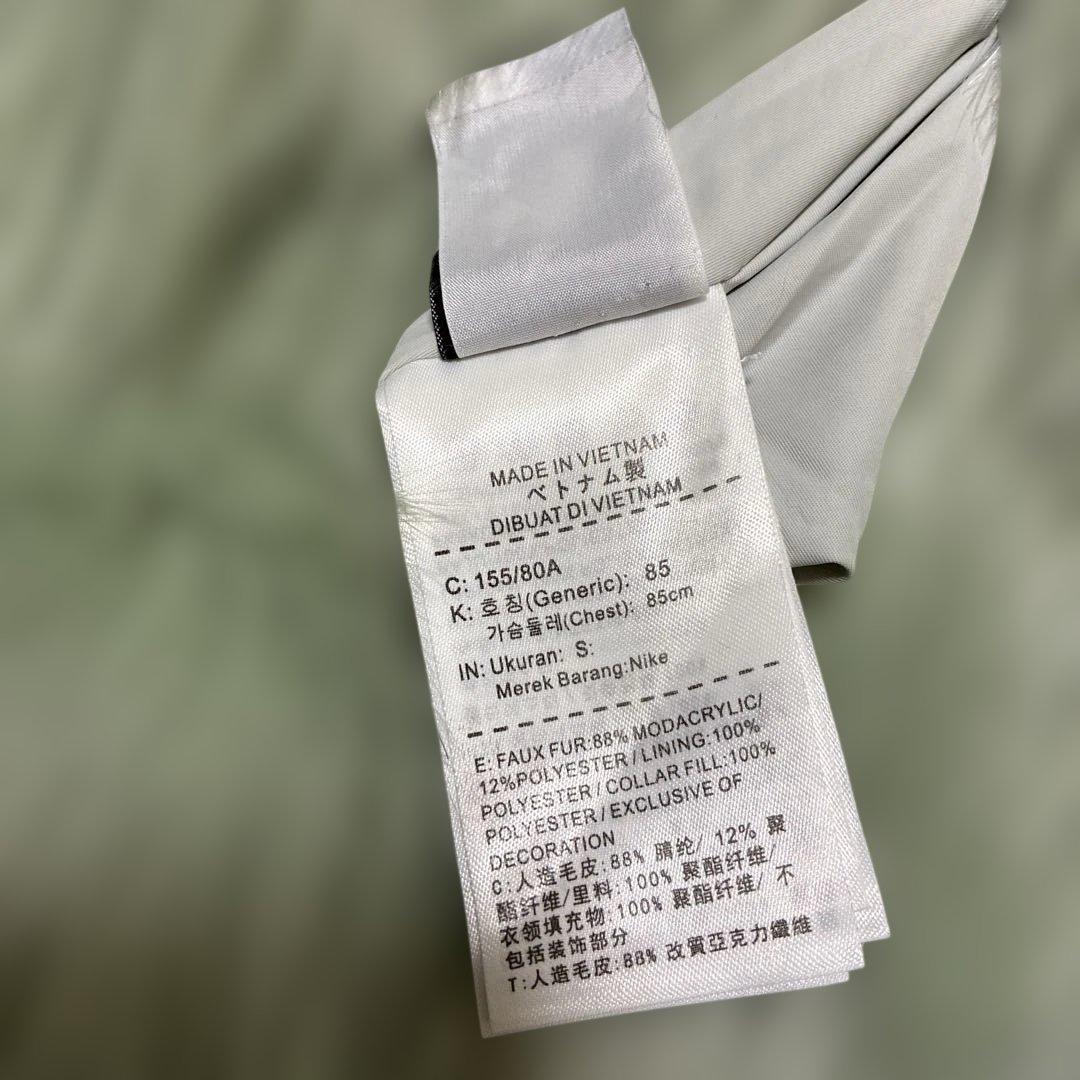 MADE IN VIETNAM
ベトナム製
DIBUAT DI VIETNAM
C: 155/80A
K: 호칭(Generic): 85
가슴둘레(Chest): 85cm
IN: Ukuran: S:
Merek Barang:Nike
E: FAUX FUR:88% MODACRYLIC/
12%POLYESTER / LINING:100%
POLYESTER / COLLAR FILL:100%
POLYESTER / EXCLUSIVE OF
DECORATION
C:人造毛皮:88% 腈纶/ 12% 聚
酯纤维/里料:100% 聚酯纤维/
衣领填充物:100% 聚酯纤维/ 不
包括装饰部分
T:人造毛皮:88% 改質亞克力纖維